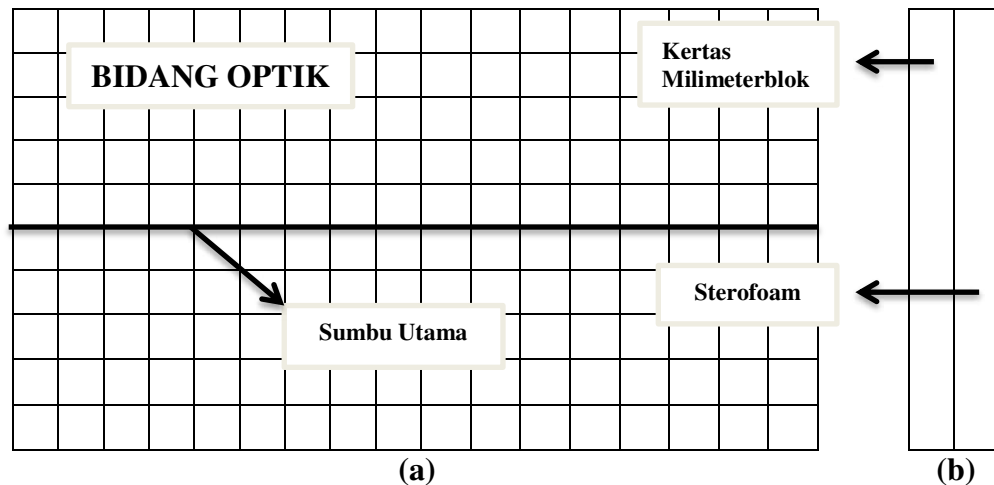 BIDANG OPTIK
Kertas
Milimeterblok
Sterofoam
Sumbu Utama
(a)
(b)